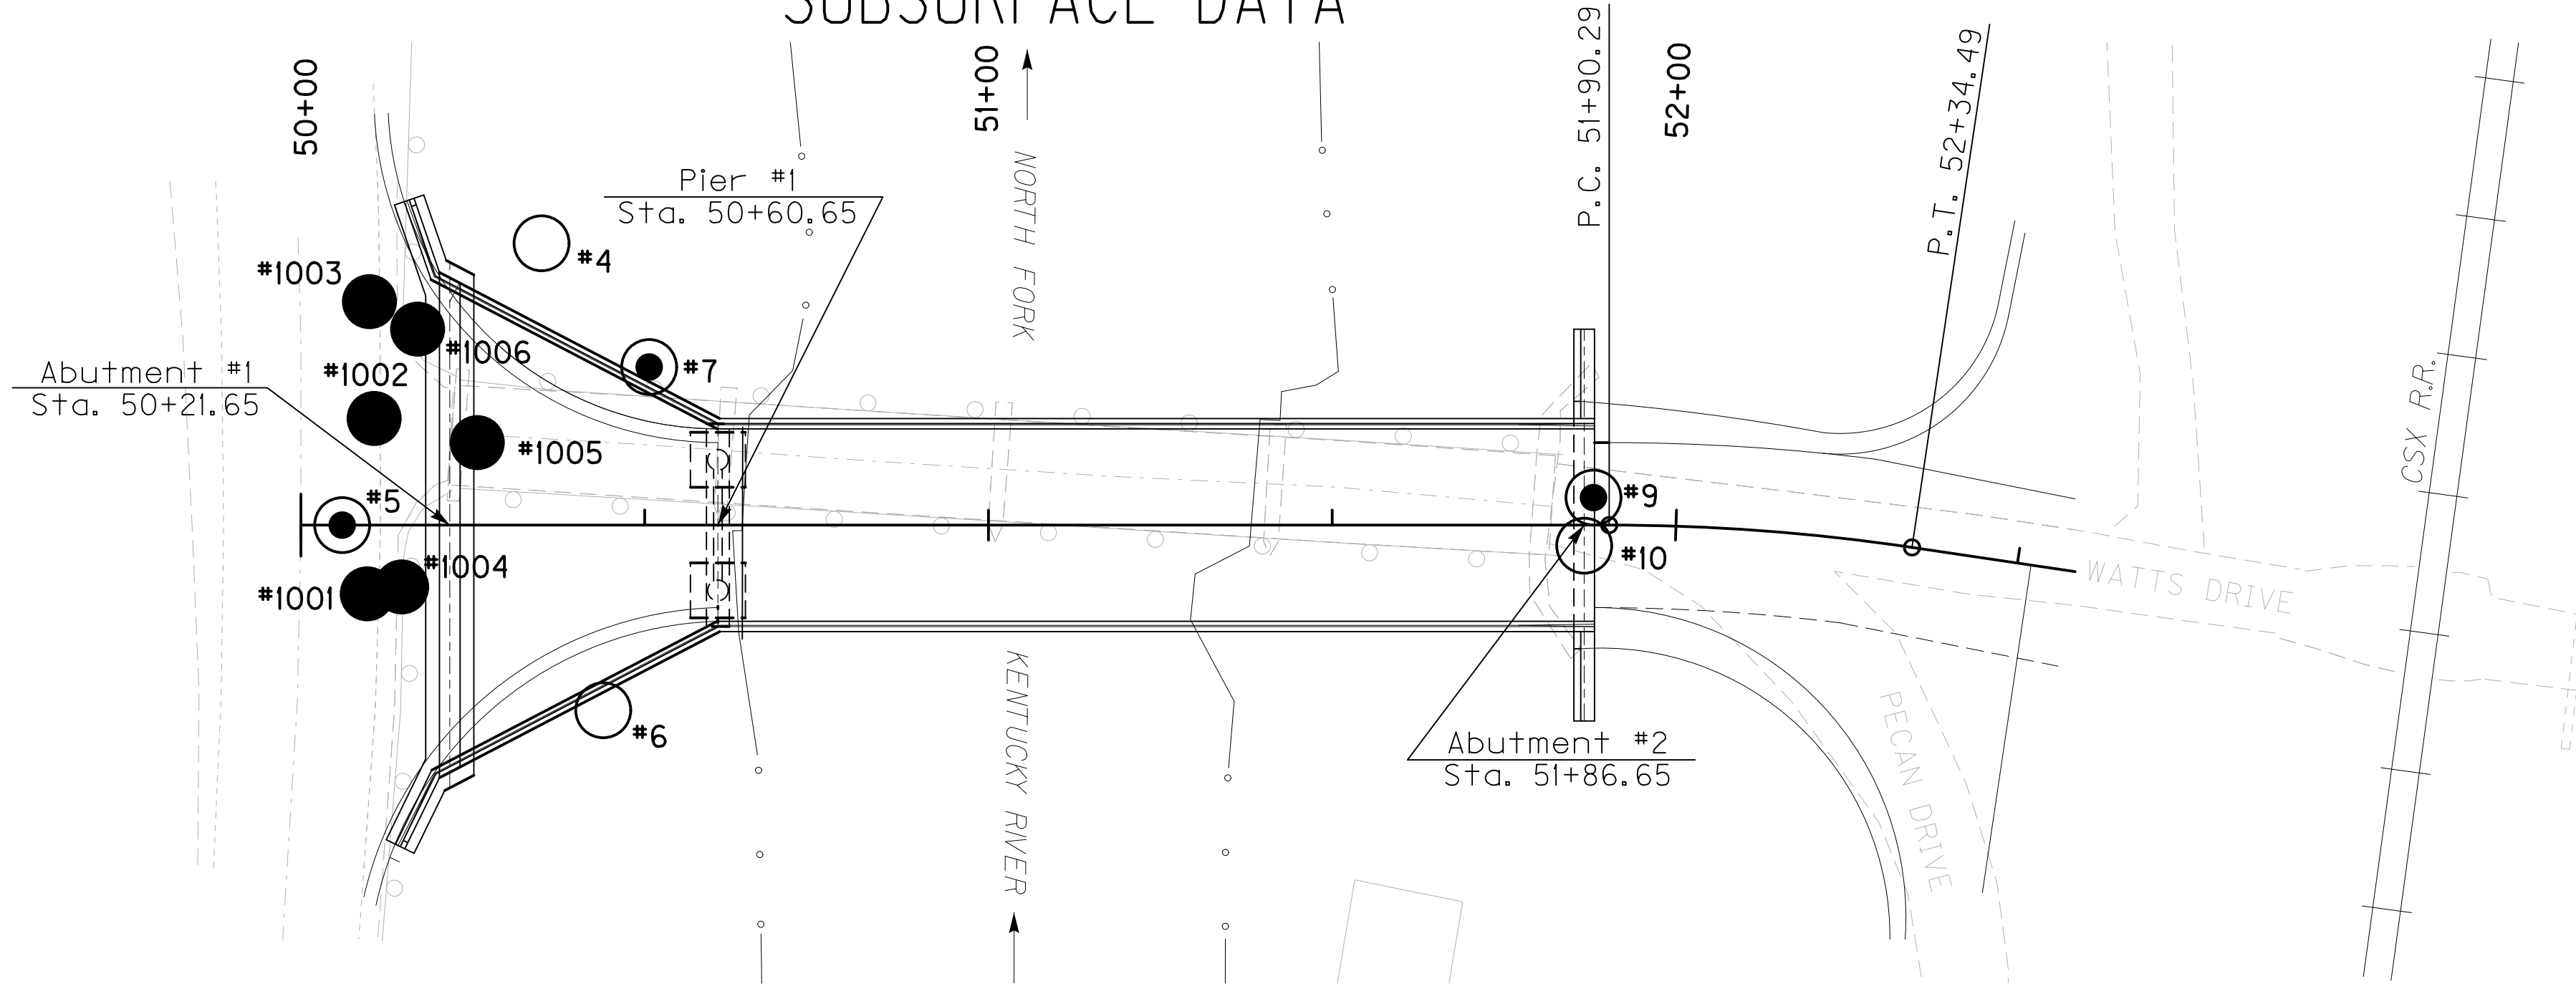 SUBSURFACE DATA
50+00
51+00
P.C. 51+90.29
52+00
P.T. 52+34.49
Pier #1
Sta. 50+60.65
NORTH FORK
#4
#1003
#1006
#7
Abutment #1
Sta. 50+21.65
#1002
#1005
CSX R.R.
#5
#9
#10
#1004
#1001
WATTS DRIVE
#6
KENTUCKY RIVER
Abutment #2
Sta. 51+86.65
PECAN DRIVE